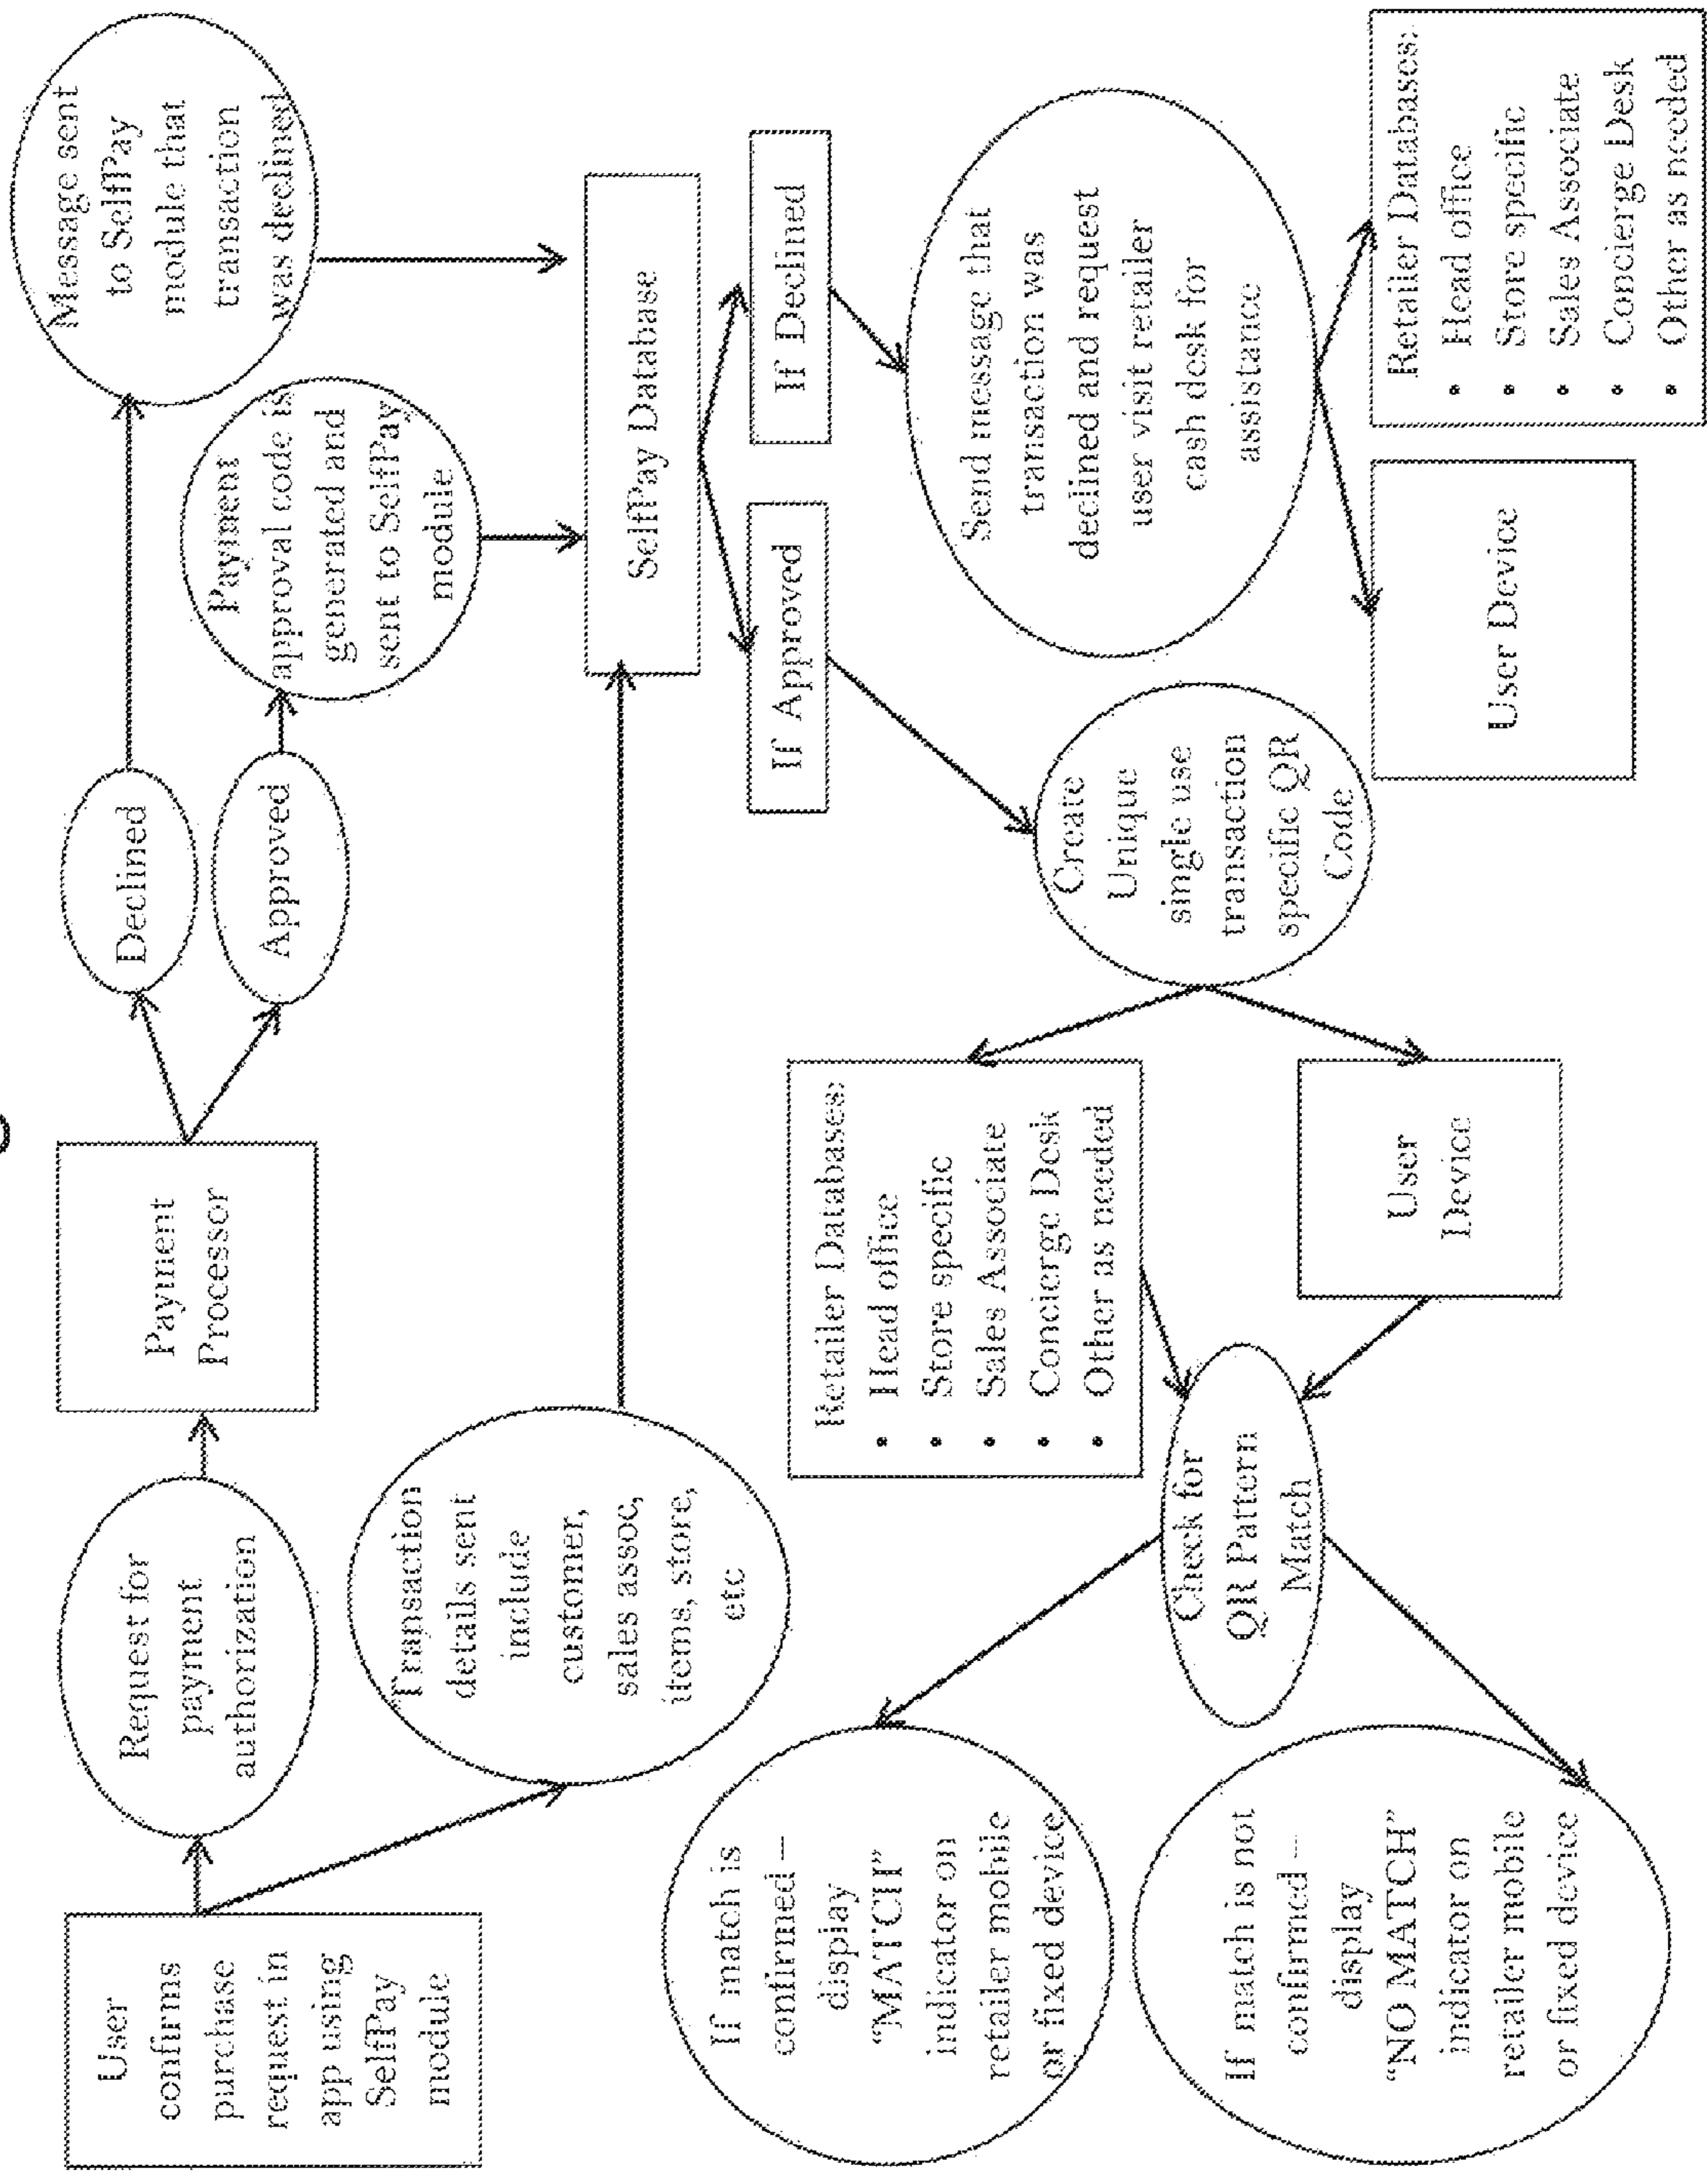 User
confirms
purchase
request in
app using
SelfPay
module
Request for
payment
authorization
Payment
Processor
Declined
Approved
Message sent
to SelfPay
module that
transaction
was declined
Payment
approval code is
generated and
sent to SelfPay
module
Transaction
details sent
include
customer,
sales assoc,
items, store,
etc
SelfPay Database
If Approved
If Declined
Create
Unique
single use
transaction
specific QR
Code
Send message that
transaction was
declined and request
user visit retailer
cash desk for
assistance
Retailer Databases:
• Head office
• Store specific
• Sales Associate
• Concierge Desk
• Other as needed
User
Device
User Device
Retailer Databases:
• Head office
• Store specific
• Sales Associate
• Concierge Desk
• Other as needed
Check for
QR Pattern
Match
If match is
confirmed –
display
“MATCH”
indicator on
retailer mobile
or fixed device
If match is not
confirmed –
display
“NO MATCH”
indicator on
retailer mobile
or fixed device